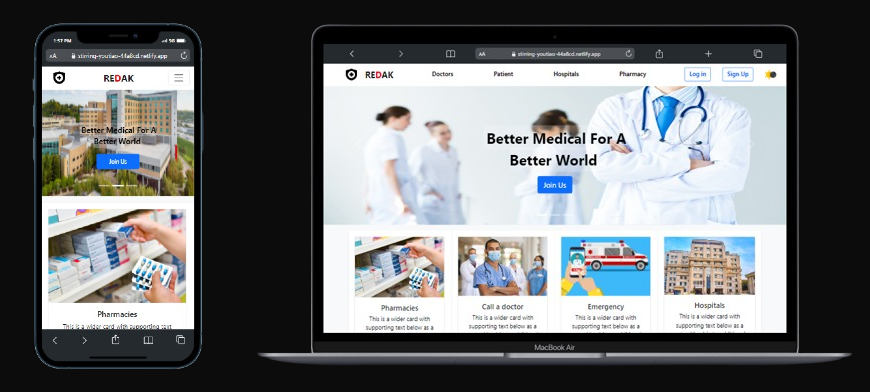 1:57 PM
AA stirring-youtiao-44a8cd.netlify.app
REDAK
Better Medical For A
Better World
Join Us
Pharmacies
This is a wider card with supporting text
AA stirring-youtiao-44a8cd.netlify.app
REDAK
Doctors
Patient
Hospitals
Pharmacy
Log in
Sign Up
Better Medical For A
Better World
Join Us
Pharmacies
This is a wider card with
supporting text below as a
Call a doctor
This is a wider card with
supporting text below as a
Emergency
This is a wider card with
supporting text below as a
Hospitals
This is a wider card with
supporting text below as a
MacBook Air